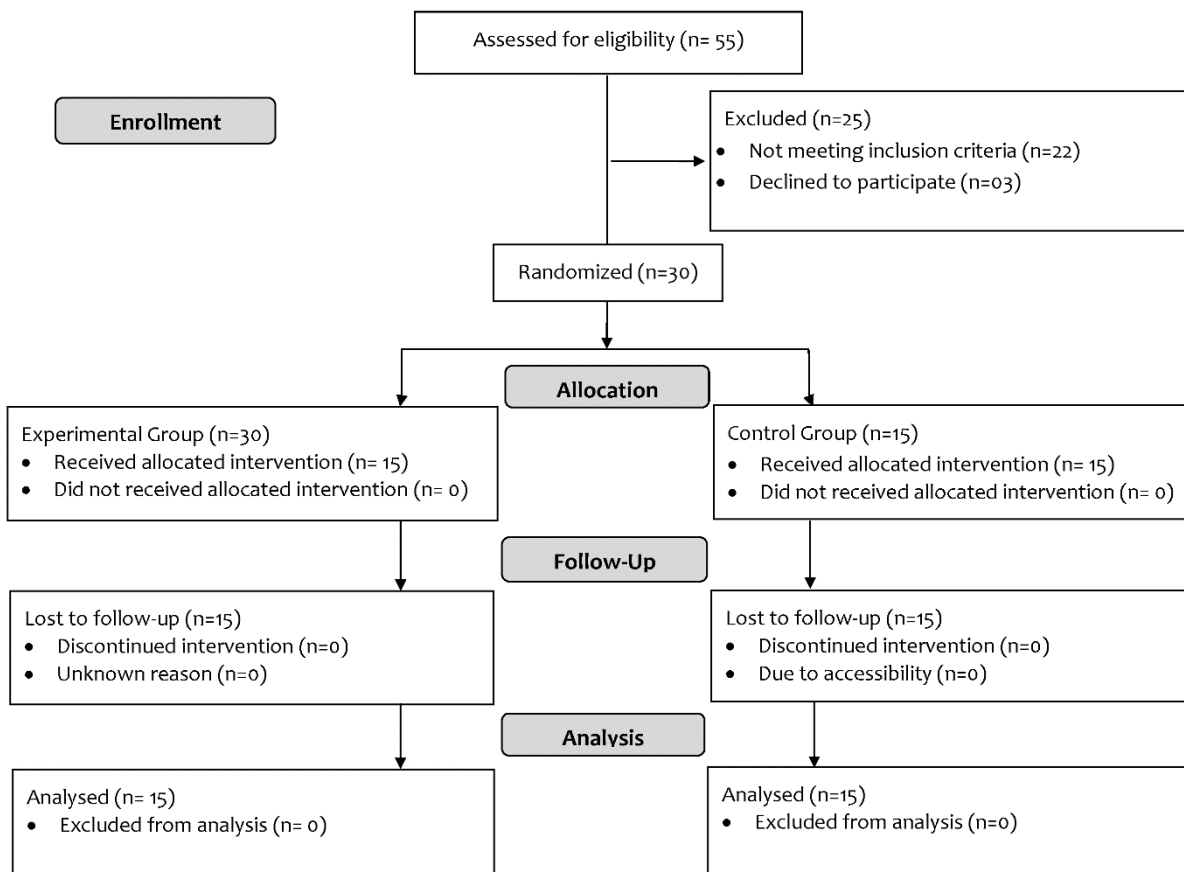 Assessed for eligibility (n= 55)
Enrollment
Excluded (n=25)
• Not meeting inclusion criteria (n=22)
• Declined to participate (n=03)
Randomized (n=30)
Allocation
Experimental Group (n=30)
• Received allocated intervention (n= 15)
• Did not received allocated intervention (n= 0)
Control Group (n=15)
• Received allocated intervention (n= 15)
• Did not received allocated intervention (n= 0)
Follow-Up
Lost to follow-up (n=15)
• Discontinued intervention (n=0)
• Unknown reason (n=0)
Lost to follow-up (n=15)
• Discontinued intervention (n=0)
• Due to accessibility (n=0)
Analysis
Analysed (n= 15)
• Excluded from analysis (n= 0)
Analysed (n=15)
• Excluded from analysis (n=0)